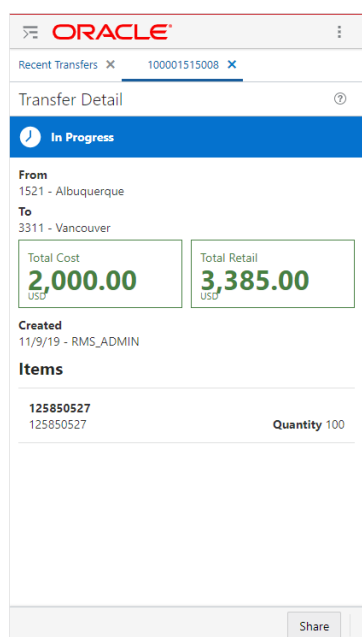 ORACLE
Recent Transfers X 100001515008 X
Transfer Detail ?
In Progress
From
1521 - Albuquerque
To
3311 - Vancouver
Total Cost
2,000.00
USD
Total Retail
3,385.00
USD
Created
11/9/19 - RMS_ADMIN
Items
125850527
125850527 Quantity 100
Share